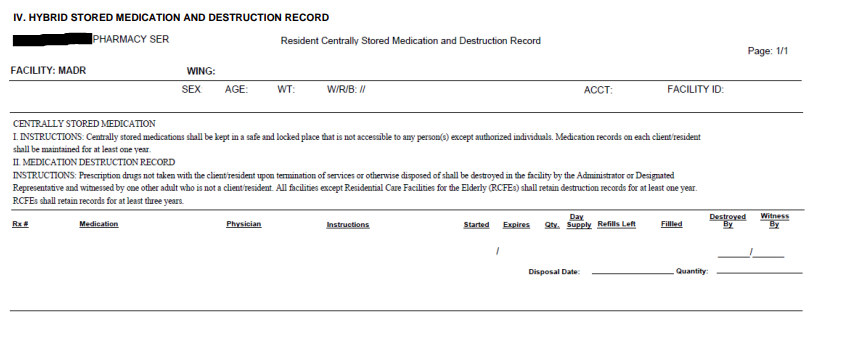 IV. HYBRID STORED MEDICATION AND DESTRUCTION RECORD
PHARMACY SER
Resident Centrally Stored Medication and Destruction Record
Page: 1/1
FACILITY: MADR WING:
SEX AGE: WT: W/R/B: // ACCT: FACILITY ID:
CENTRALLY STORED MEDICATION
I. INSTRUCTIONS: Centrally stored medications shall be kept in a safe and locked place that is not accessible to any person(s) except authorized individuals. Medication records on each client/resident
shall be maintained for at least one year.
II. MEDICATION DESTRUCTION RECORD
INSTRUCTIONS: Prescription drugs not taken with the client/resident upon termination of services or otherwise disposed of shall be destroyed in the facility by the Administrator or Designated
Representative and witnessed by one other adult who is not a client/resident. All facilities except Residential Care Facilities for the Elderly (RCFEs) shall retain destruction records for at least one year.
RCFEs shall retain records for at least three years.
Rx # Medication Physician Instructions Started Expires Qty. Day Supply Refills Left Fillled Destroyed By Witness By
/ ______/______
Disposal Date: ____________ Quantity: ____________